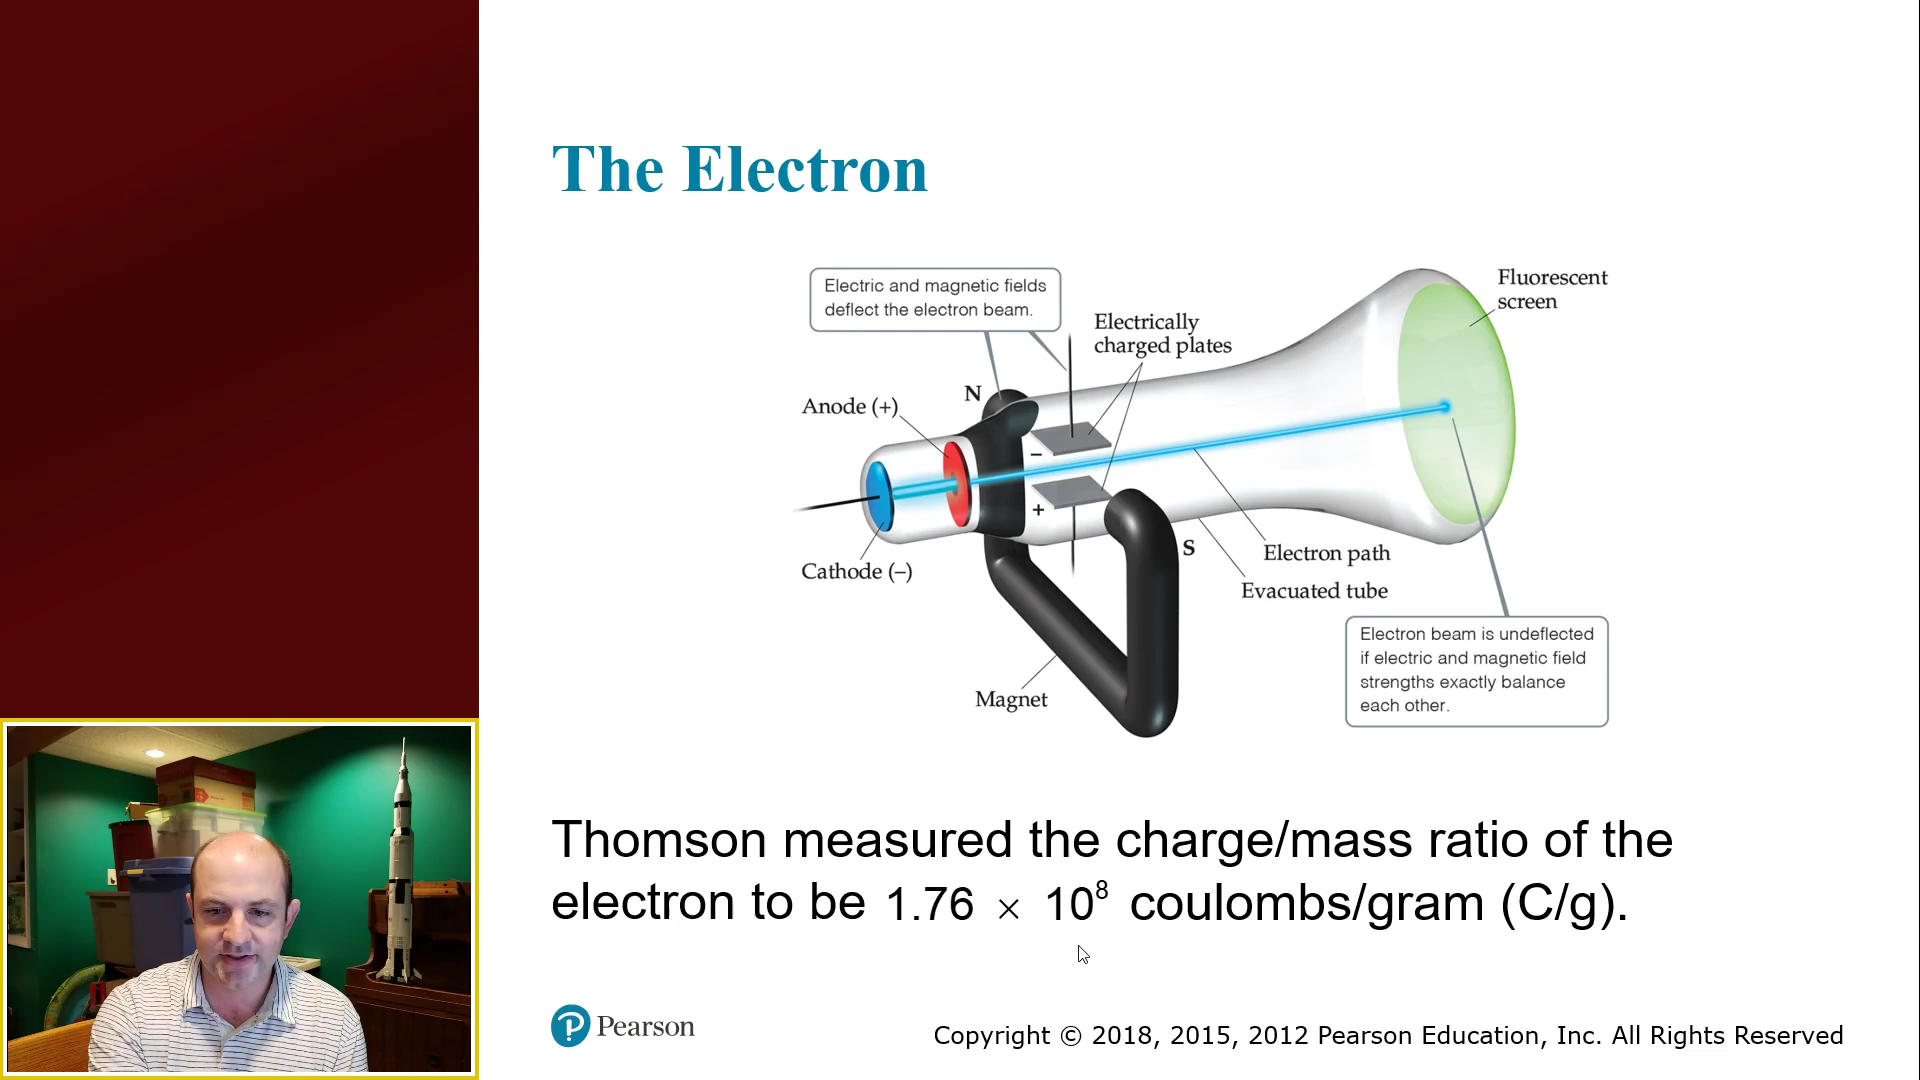 The Electron
Electric and magnetic fields
deflect the electron beam.
Fluorescent
screen
Electrically
charged plates
N
Anode (+)
−
+
S
Cathode (−)
Electron path
Evacuated tube
Magnet
Electron beam is undeflected
if electric and magnetic field
strengths exactly balance
each other.
Thomson measured the charge/mass ratio of the
electron to be 1.76 × 10⁸ coulombs/gram (C/g).
P Pearson
Copyright © 2018, 2015, 2012 Pearson Education, Inc. All Rights Reserved